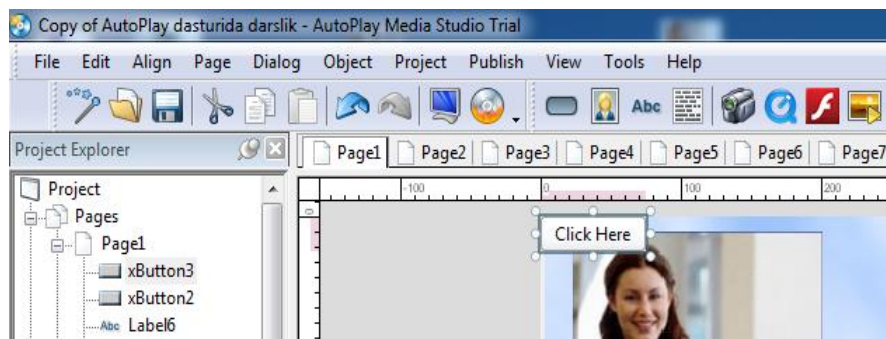 Copy of AutoPlay dasturida darslik - AutoPlay Media Studio Trial
File Edit Align Page Dialog Object Project Publish View Tools Help
Abc
Project Explorer
Page1 Page2 Page3 Page4 Page5 Page6 Page7
-100 0 100 200
0
Project
Pages
Page1
xButton3
xButton2
Abc Label6
Click Here